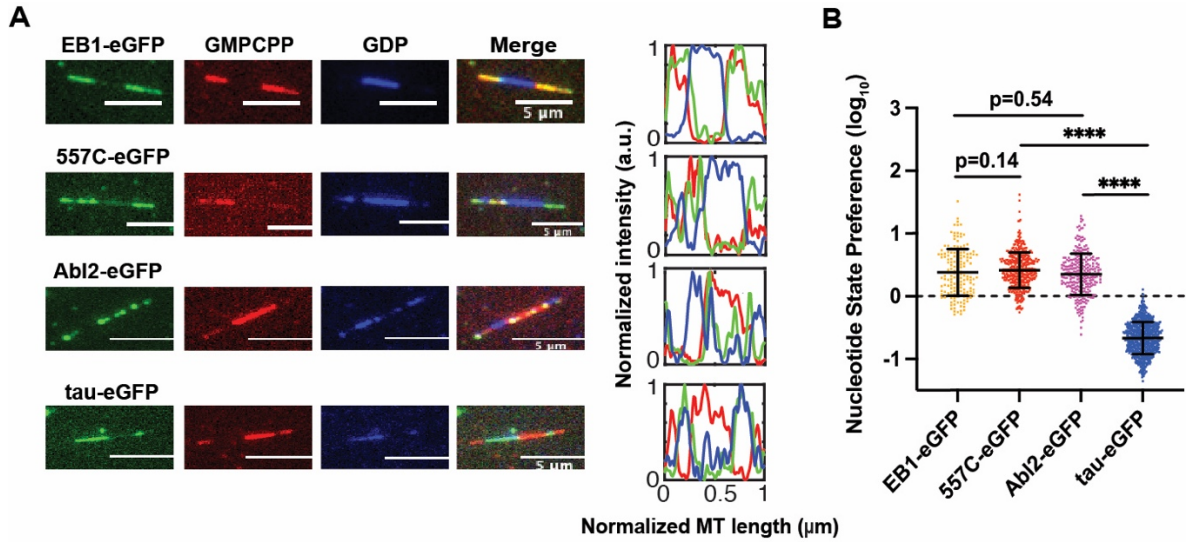 A
EB1-eGFP GMPCPP GDP Merge
5 µm
557C-eGFP
5 µm
Abl2-eGFP
5 µm
tau-eGFP
5 µm
Normalized intensity (a.u.)
1
0
1
0
1
0
1
0
0 0.5 1
Normalized MT length (µm)
B
Nucleotide State Preference (log10)
3
2
1
0
-1
p=0.54
****
p=0.14
****
EB1-eGFP
557C-eGFP
Abl2-eGFP
tau-eGFP